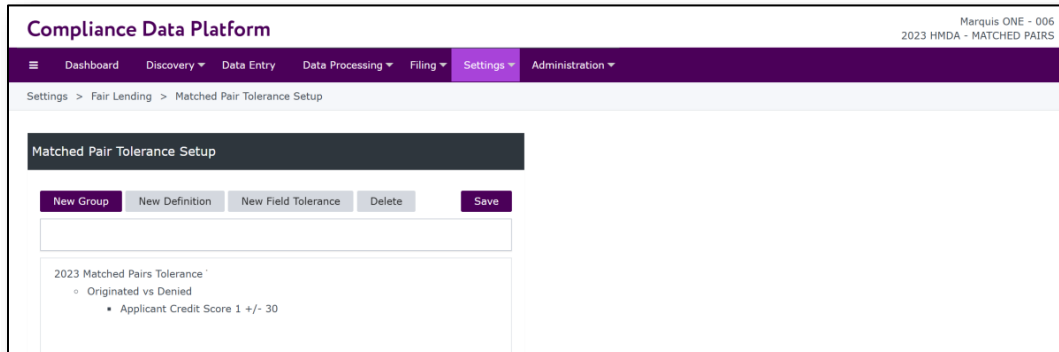 Compliance Data Platform
Marquis ONE - 006
2023 HMDA - MATCHED PAIRS
Dashboard Discovery Data Entry Data Processing Filing Settings Administration
Settings > Fair Lending > Matched Pair Tolerance Setup
Matched Pair Tolerance Setup
New Group New Definition New Field Tolerance Delete Save
2023 Matched Pairs Tolerance
Originated vs Denied
Applicant Credit Score 1 +/- 30